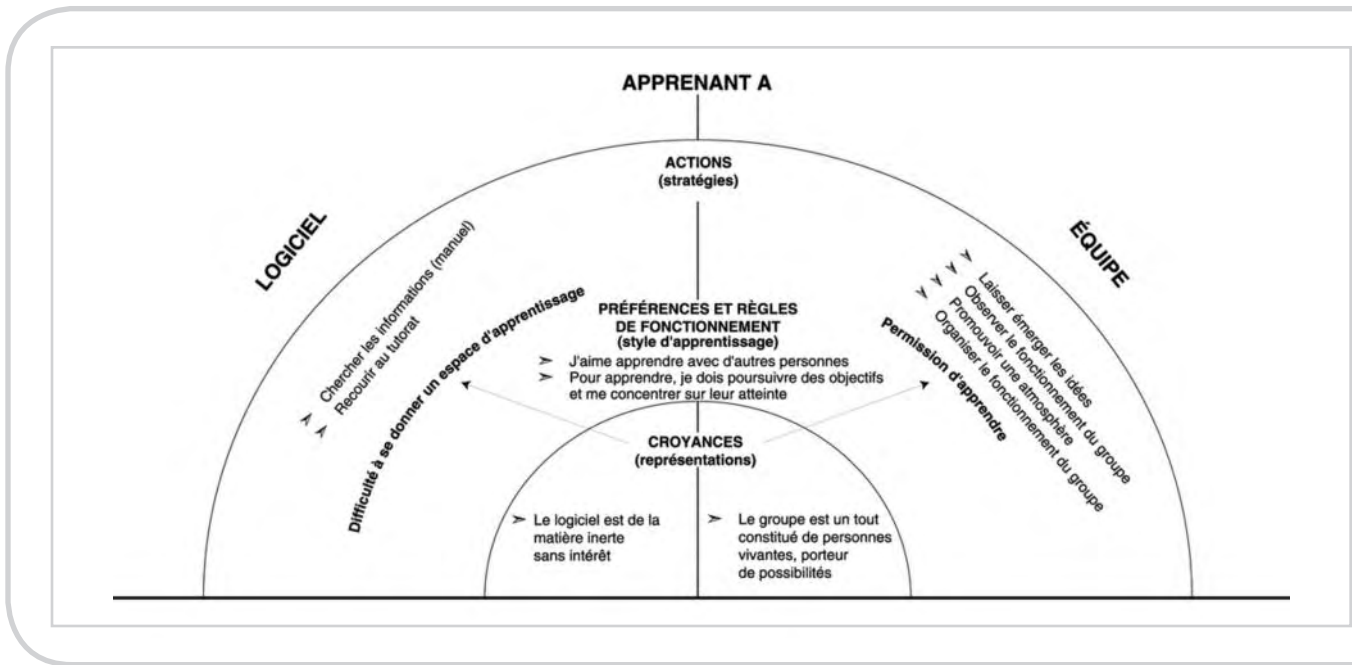 APPRENANT A
ACTIONS
(stratégies)
LOGICIEL
ÉQUIPE
➤ Chercher les informations (manuel)
➤ Recourir au tutorat
Difficulté à se donner un espace d'apprentissage
PRÉFÉRENCES ET RÈGLES
DE FONCTIONNEMENT
(style d'apprentissage)
➤ J'aime apprendre avec d'autres personnes
➤ Pour apprendre, je dois poursuivre des objectifs
et me concentrer sur leur atteinte
➤ Laisser émerger les idées
➤ Observer le fonctionnement du groupe
➤ Promouvoir une atmosphère
➤ Organiser le fonctionnement du groupe
Permission d'apprendre
CROYANCES
(représentations)
➤ Le logiciel est de la
matière inerte
sans intérêt
➤ Le groupe est un tout
constitué de personnes
vivantes, porteur
de possibilités